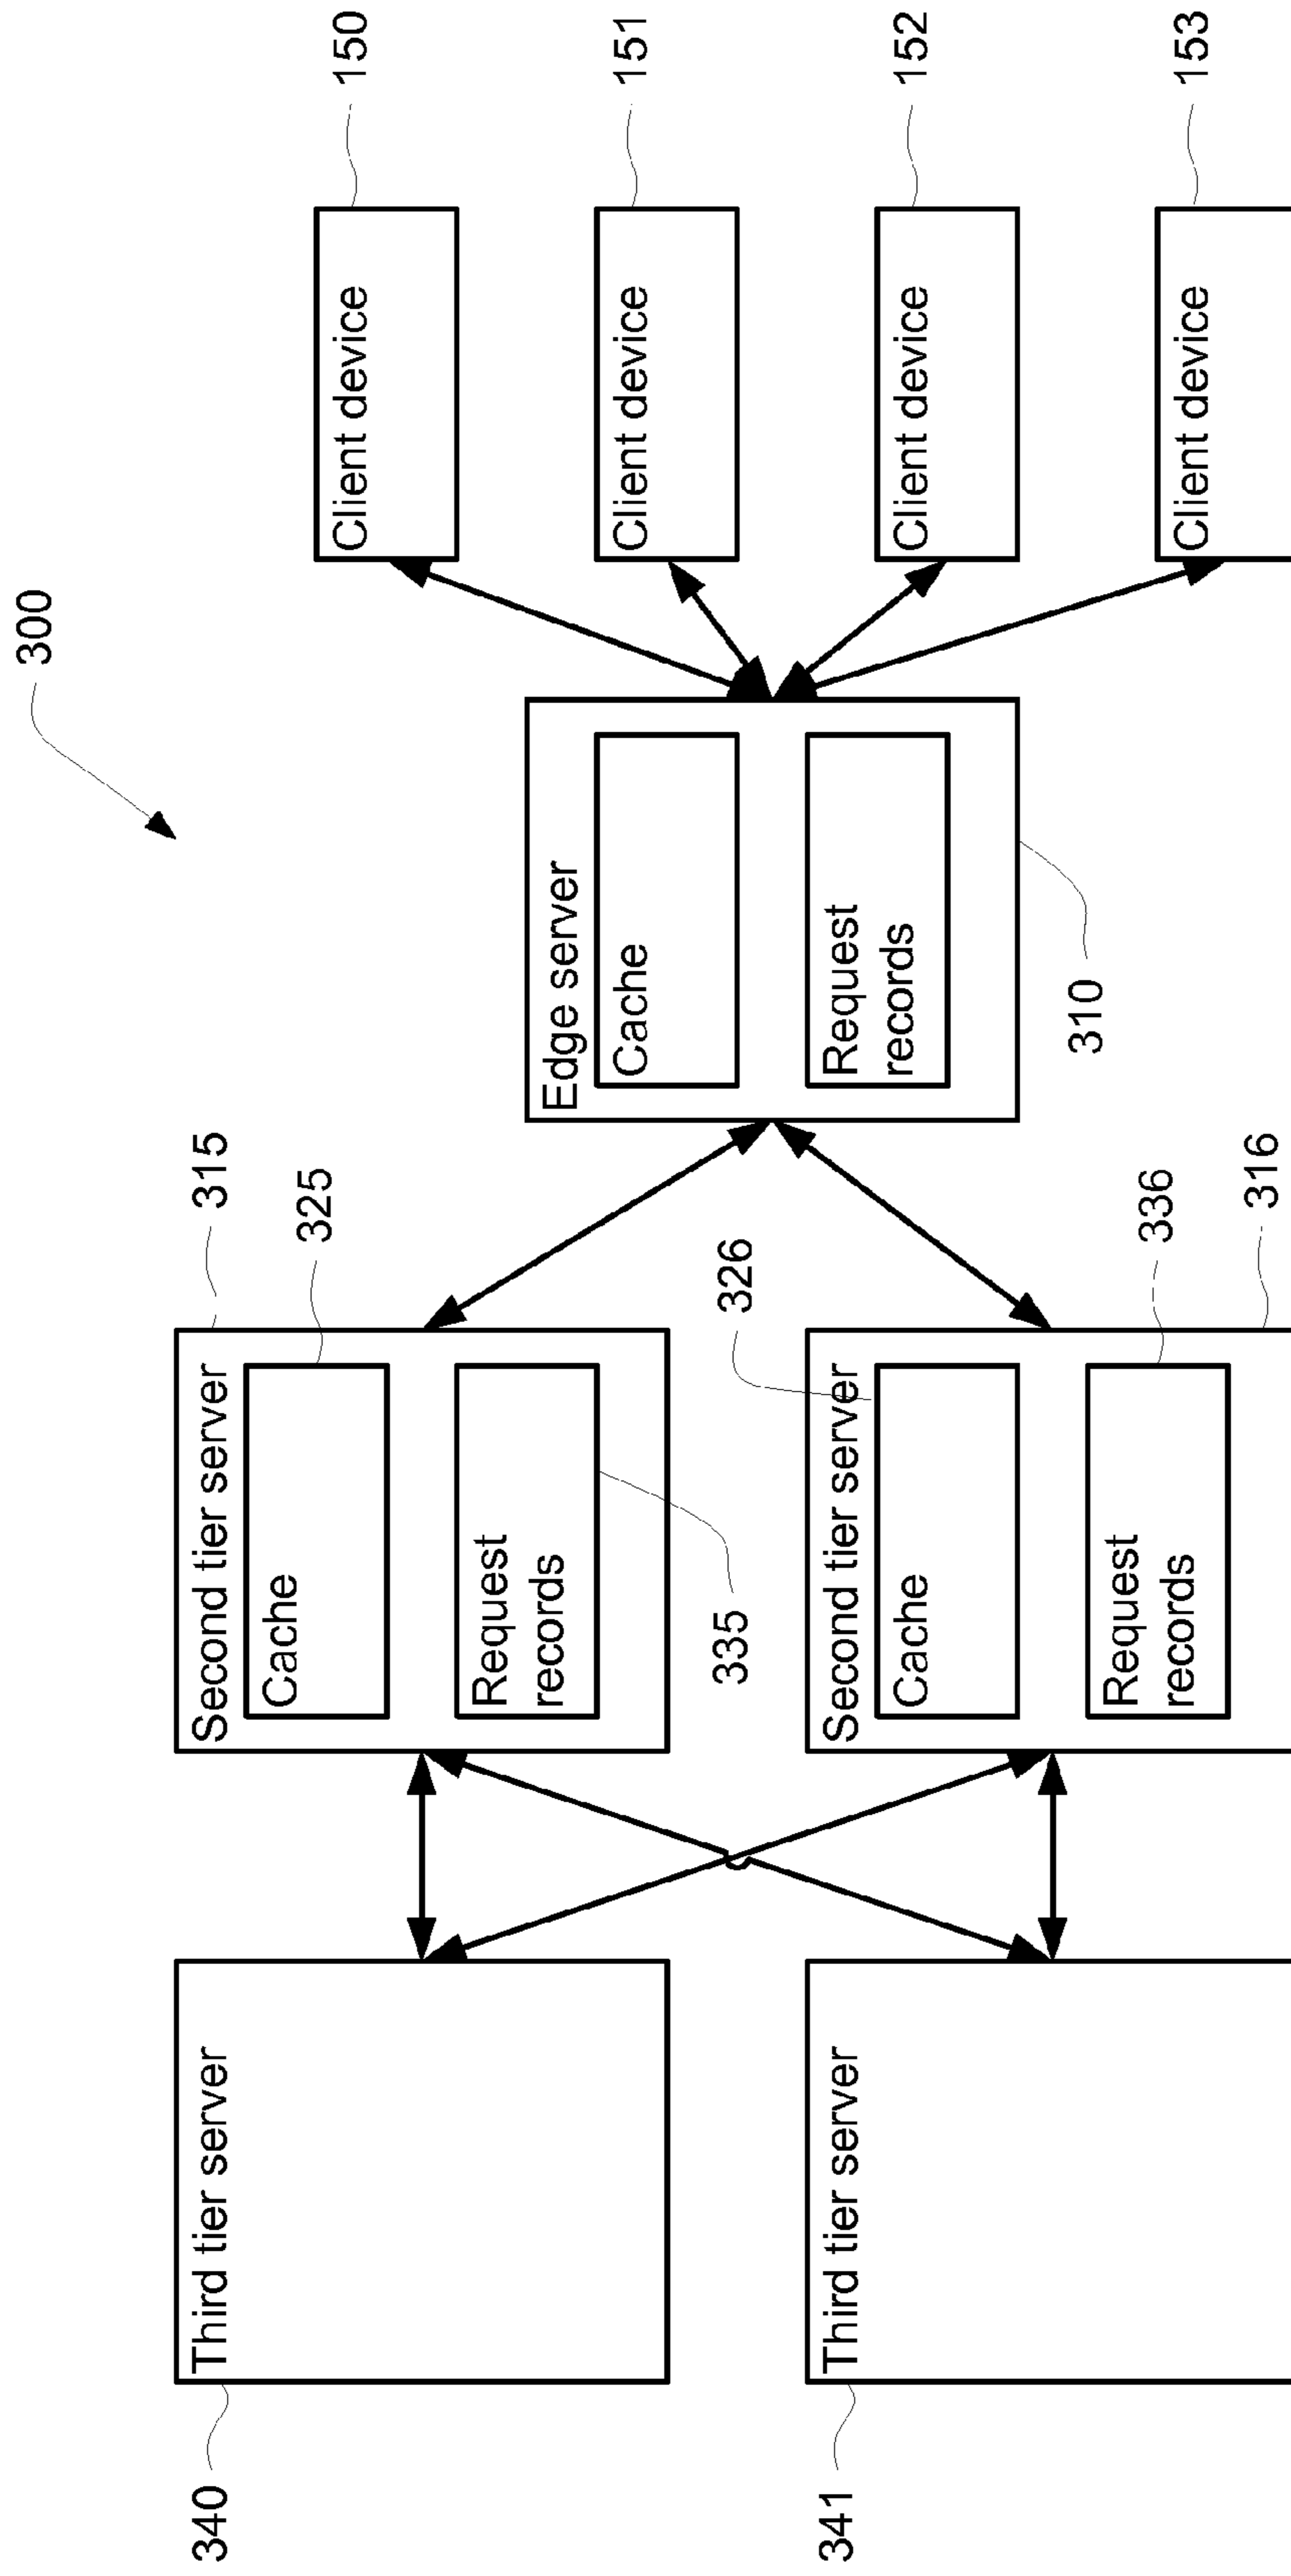 300
340
Third tier server
341
Third tier server
315
Second tier server
325
Cache
Request
records
335
326
Second tier server
Cache
336
Request
records
316
Edge server
Cache
Request
records
310
150
Client device
151
Client device
152
Client device
153
Client device